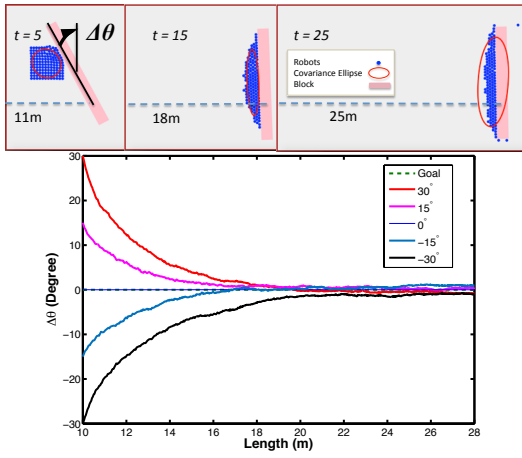 t = 5
Δθ
11m
t = 15
18m
t = 25
Robots
Covariance Ellipse
Block
25m
30
20
10
0
−10
−20
−30
Δθ (Degree)
Goal
30°
15°
0°
−15°
−30°
10
12
14
16
18
20
22
24
26
28
Length (m)